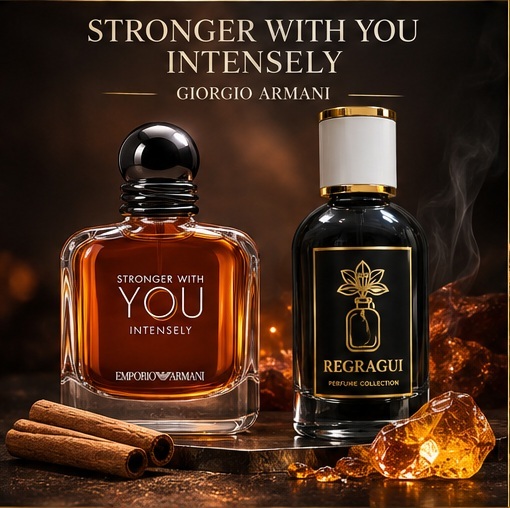 STRONGER WITH YOU
INTENSELY
GIORGIO ARMANI
STRONGER WITH
YOU
INTENSELY
EMPORIO ARMANI
REGRAGUI
PERFUME COLLECTION